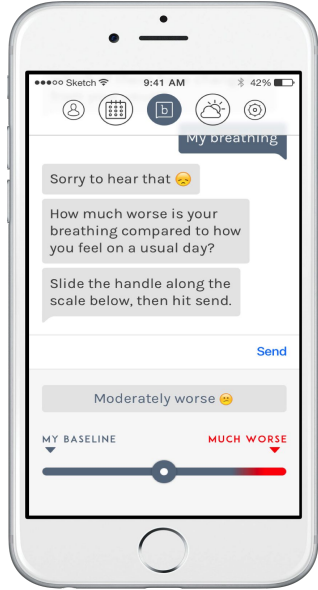 Sketch 9:41 AM 42%
b
My breathing
Sorry to hear that 😞
How much worse is your
breathing compared to how
you feel on a usual day?
Slide the handle along the
scale below, then hit send.
Send
Moderately worse 😕
MY BASELINE MUCH WORSE